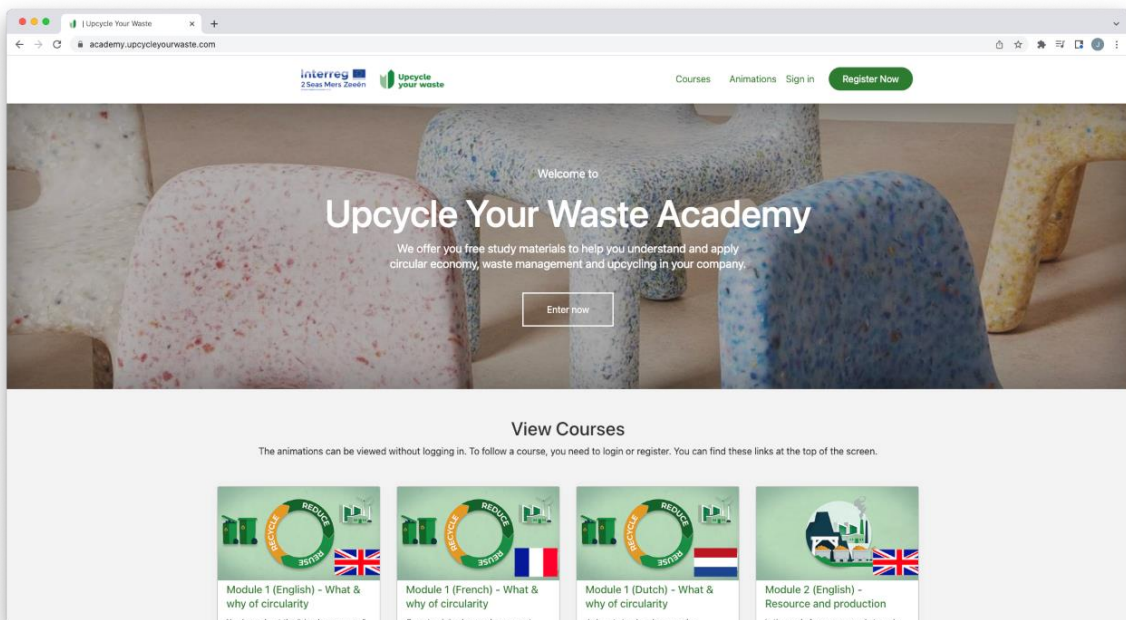 | Upcycle Your Waste
academy.upcycleyourwaste.com
J
Interreg
2 Seas Mers Zeeën
Upcycle
your waste
Courses Animations Sign in Register Now
Welcome to
Upcycle Your Waste Academy
We offer you free study materials to help you understand and apply
circular economy, waste management and upcycling in your company.
Enter now
View Courses
The animations can be viewed without logging in. To follow a course, you need to login or register. You can find these links at the top of the screen.
REDUCE
REUSE
RECYCLE
REDUCE
REUSE
RECYCLE
REDUCE
REUSE
RECYCLE
Module 1 (English) - What &
why of circularity
Module 1 (French) - What &
why of circularity
Module 1 (Dutch) - What &
why of circularity
Module 2 (English) -
Resource and production